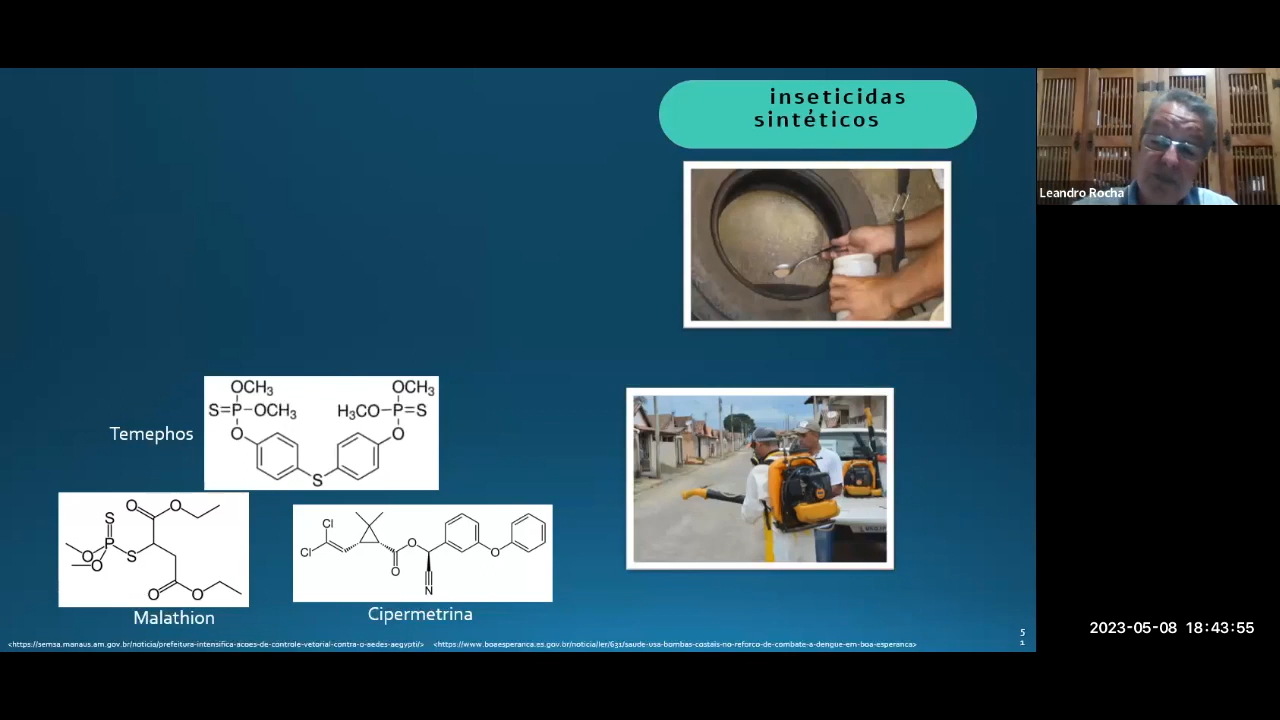 inseticidas
sintéticos
Leandro Rocha
OCH3
OCH3
S=P-OCH3
H3CO-P=S
O
O
Temephos
S
O
O
S
P
S
O
O
O
O
Cl
Cl
O
O
O
N
Malathion
Cipermetrina
2023-05-08 18:43:55
5
1
<https://semsa.manaus.am.gov.br/noticia/prefeitura-intensifica-acoes-de-controle-vetorial-contra-o-aedes-aegypti/>
<https://www.boaesperanca.es.gov.br/noticia/ler/631/saude-usa-bombas-costais-no-reforco-de-combate-a-dengue-em-boa-esperanca>